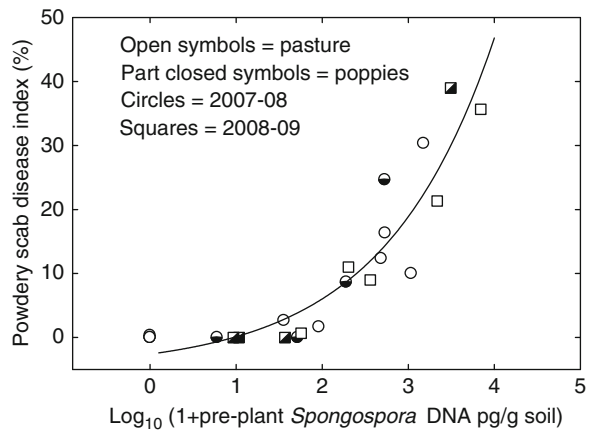 50
40
30
20
10
0
Powdery scab disease index (%)
Open symbols = pasture
Part closed symbols = poppies
Circles = 2007-08
Squares = 2008-09
0 1 2 3 4 5
Log10 (1+pre-plant Spongospora DNA pg/g soil)